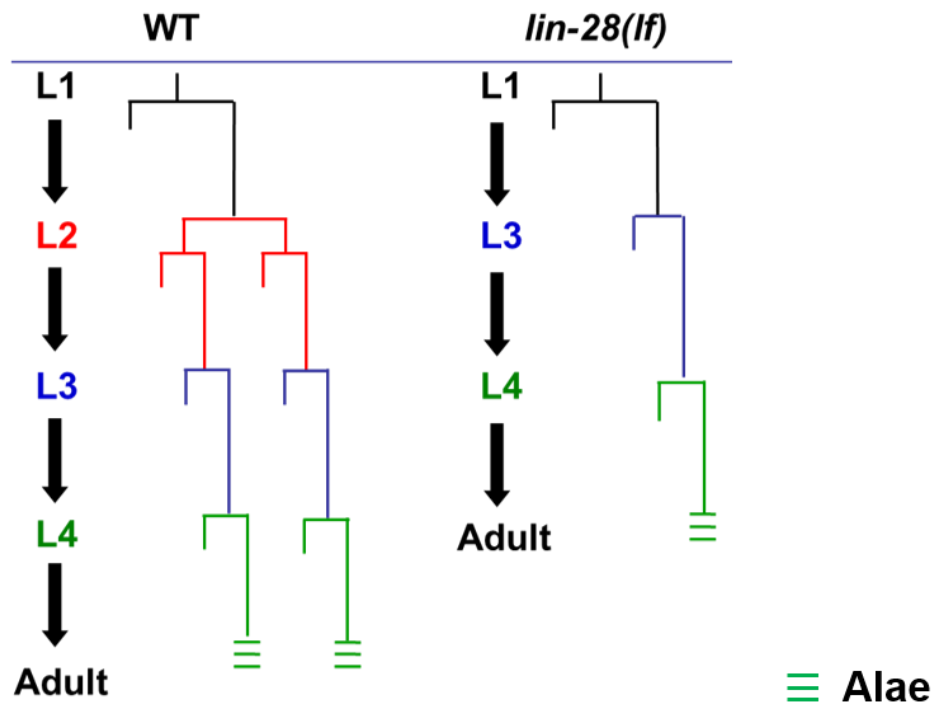 WT lin-28(lf)
L1 L1
L2 L3
L3 L4
L4 Adult
Adult Alae